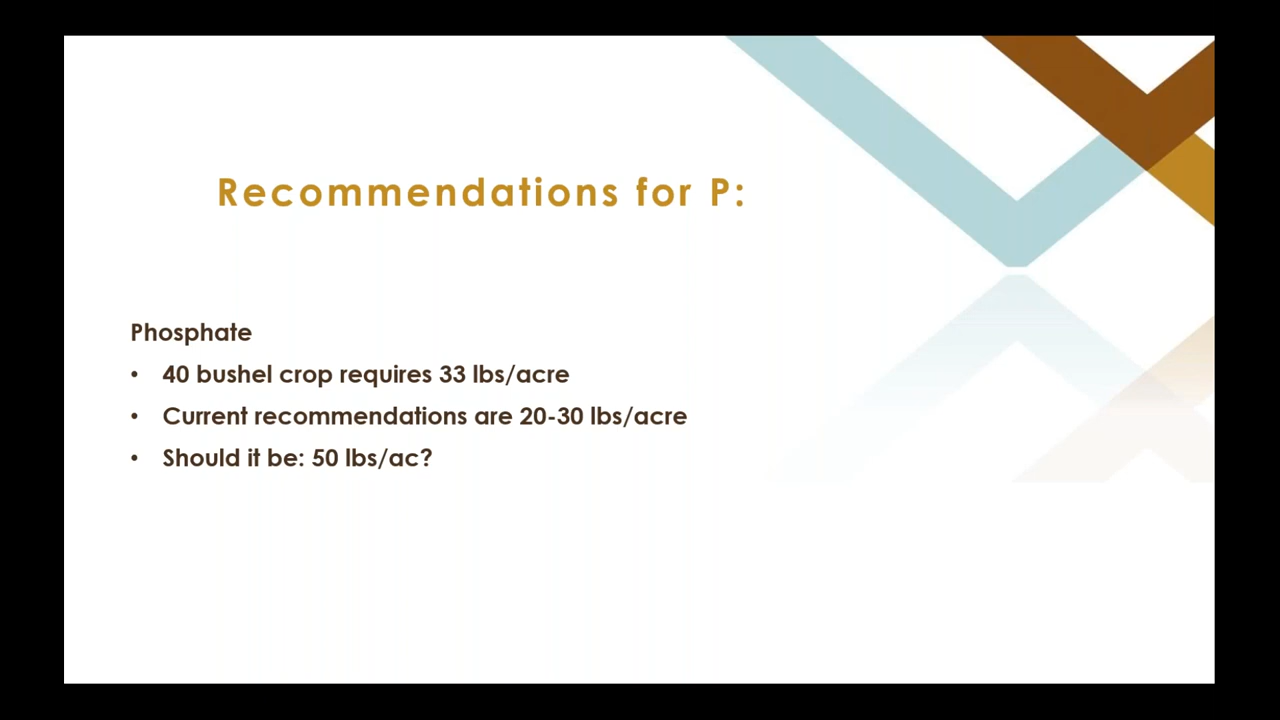 Recommendations for P:
Phosphate
• 40 bushel crop requires 33 lbs/acre
• Current recommendations are 20-30 lbs/acre
• Should it be: 50 lbs/ac?